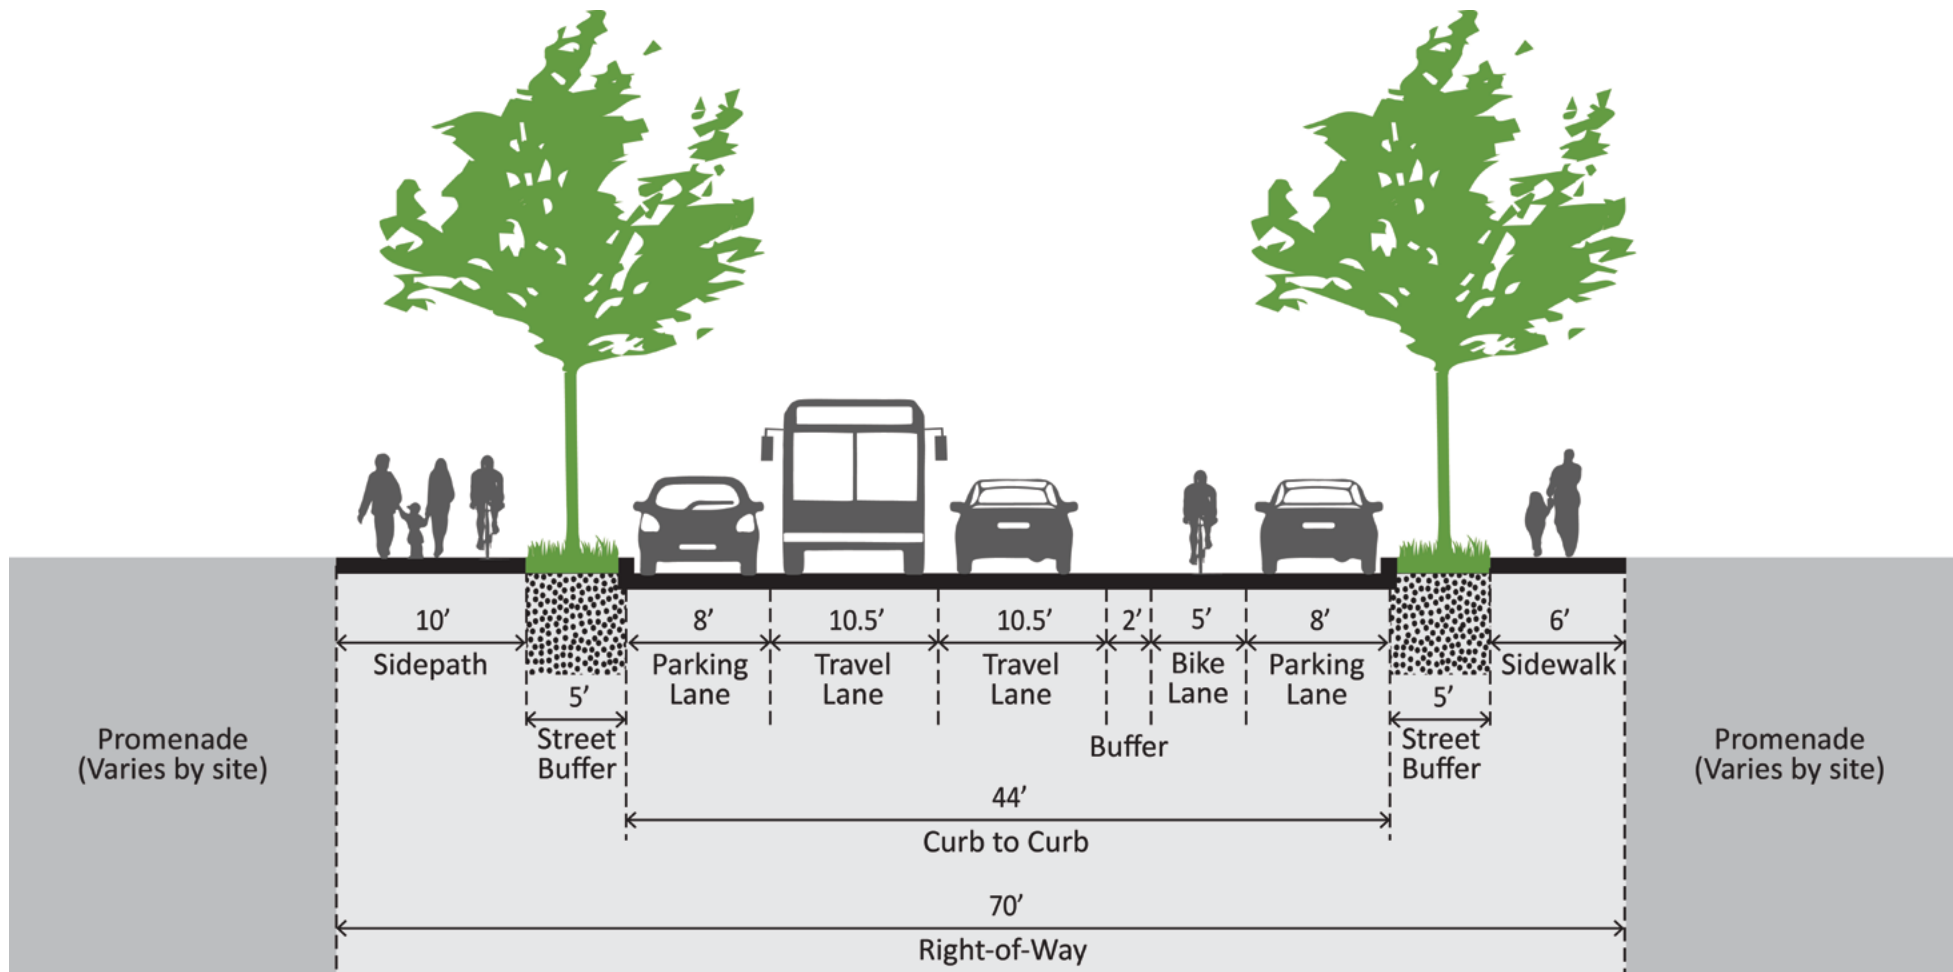 10’
8’
10.5’
10.5’
2’
5’
8’
6’
Sidepath
Parking
Lane
Travel
Lane
Travel
Lane
Bike
Lane
Parking
Lane
Sidewalk
5’
Street
Buffer
Buffer
5’
Street
Buffer
Promenade
(Varies by site)
Promenade
(Varies by site)
44’
Curb to Curb
70’
Right-of-Way